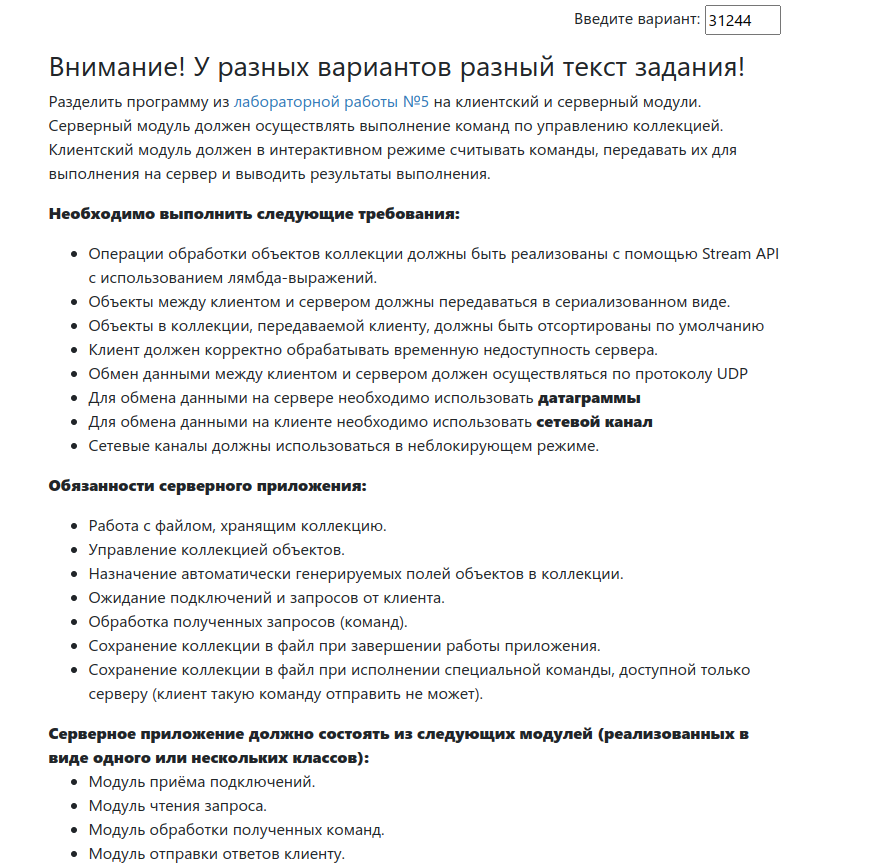 Введите вариант: 31244
Внимание! У разных вариантов разный текст задания!
Разделить программу из лабораторной работы №5 на клиентский и серверный модули.
Серверный модуль должен осуществлять выполнение команд по управлению коллекцией.
Клиентский модуль должен в интерактивном режиме считывать команды, передавать их для
выполнения на сервер и выводить результаты выполнения.
Необходимо выполнить следующие требования:
• Операции обработки объектов коллекции должны быть реализованы с помощью Stream API
с использованием лямбда-выражений.
• Объекты между клиентом и сервером должны передаваться в сериализованном виде.
• Объекты в коллекции, передаваемой клиенту, должны быть отсортированы по умолчанию
• Клиент должен корректно обрабатывать временную недоступность сервера.
• Обмен данными между клиентом и сервером должен осуществляться по протоколу UDP
• Для обмена данными на сервере необходимо использовать датаграммы
• Для обмена данными на клиенте необходимо использовать сетевой канал
• Сетевые каналы должны использоваться в неблокирующем режиме.
Обязанности серверного приложения:
• Работа с файлом, хранящим коллекцию.
• Управление коллекцией объектов.
• Назначение автоматически генерируемых полей объектов в коллекции.
• Ожидание подключений и запросов от клиента.
• Обработка полученных запросов (команд).
• Сохранение коллекции в файл при завершении работы приложения.
• Сохранение коллекции в файл при исполнении специальной команды, доступной только
серверу (клиент такую команду отправить не может).
Серверное приложение должно состоять из следующих модулей (реализованных в
виде одного или нескольких классов):
• Модуль приёма подключений.
• Модуль чтения запроса.
• Модуль обработки полученных команд.
• Модуль отправки ответов клиенту.